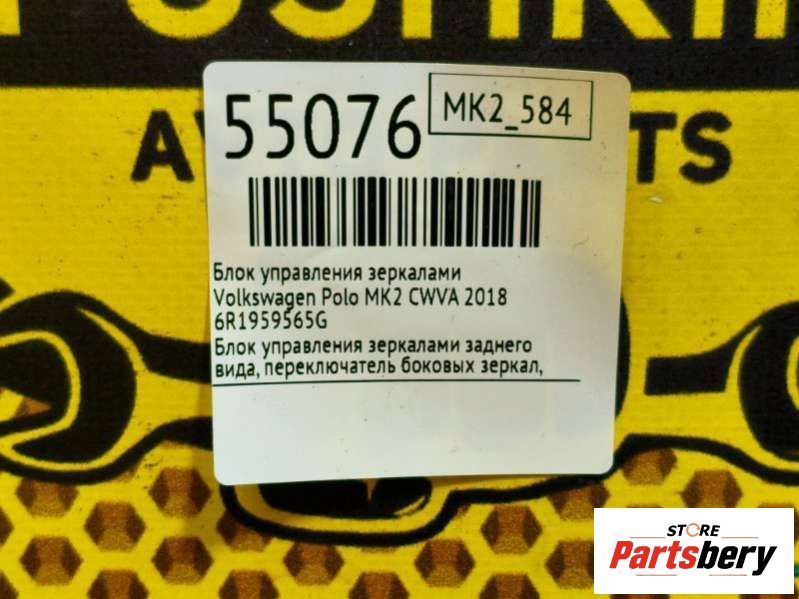 55076
MK2_584
Блок управления зеркалами
Volkswagen Polo MK2 CWVA 2018
6R1959565G
Блок управления зеркалами заднего
вида, переключатель боковых зеркал,
STORE
Partsbery